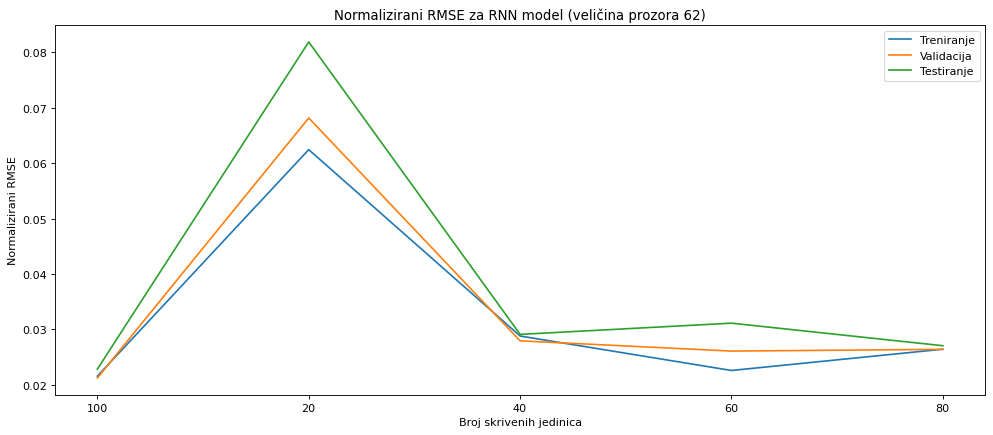 Normalizirani RMSE za RNN model (veličina prozora 62)
Treniranje
Validacija
Testiranje
Normalizirani RMSE
0.08
0.07
0.06
0.05
0.04
0.03
0.02
100 20 40 60 80
Broj skrivenih jedinica